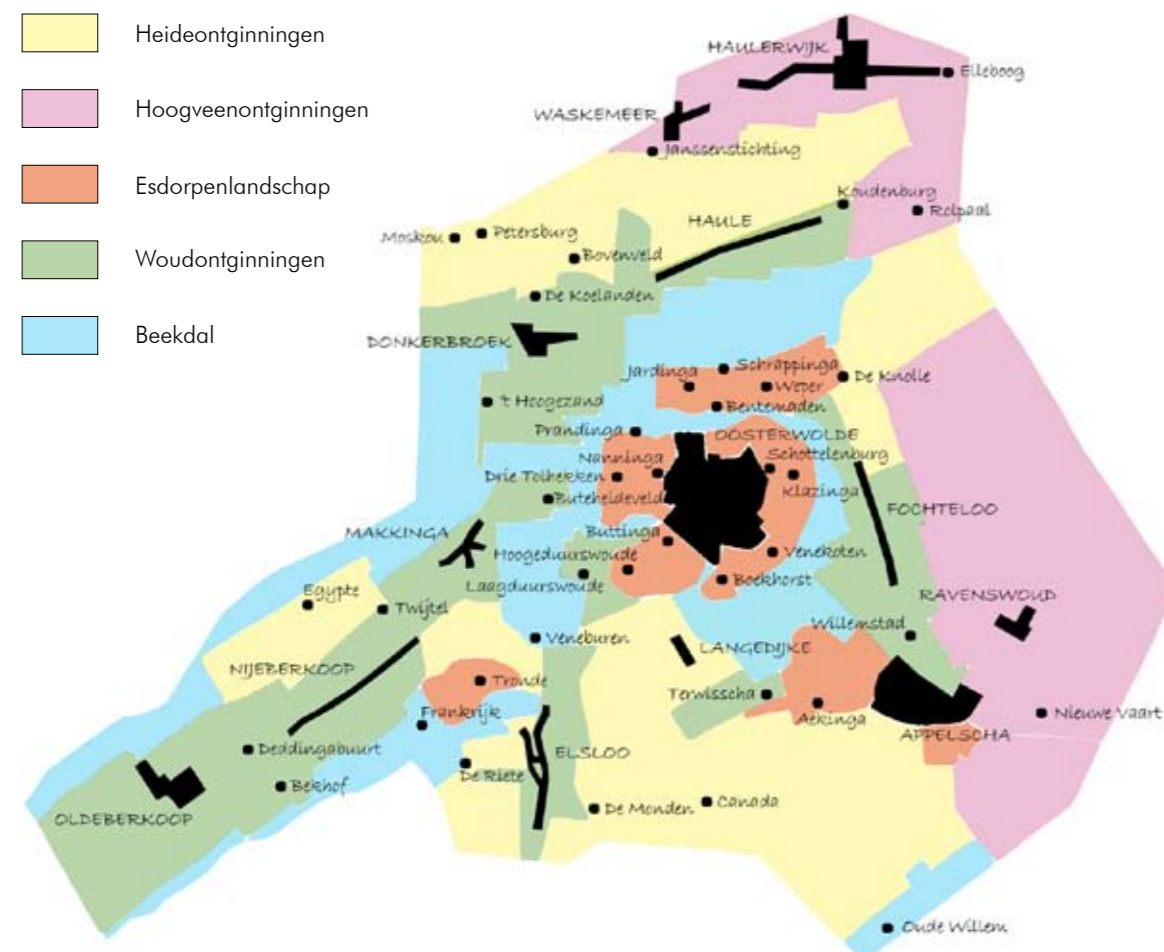 Heideontginningen
Hoogveenontginningen
Esdorpenlandschap
Woudontginningen
Beekdal
HAULERWIJK
Elleboog
WASKEMEER
Janssenstichting
Koudenburg
Rolpaal
HAULE
Moskou
Petersburg
Bovenveld
De Koelanden
DONKERBROEK
Schrappinga
Jardinga
Weper
De Knolle
't Hoogezand
Bentemaden
Prandinga
OOSTERWOLDE
Nanninga
Schottelenburg
Drie Tolhekken
Klazinga
Buteheideveld
FOCHTELOO
MAKKINGA
Buttinga
Hoogeduurswoude
Venekoten
Laagduurswoude
Boekhorst
Egypte
Twijtel
RAVENSWOUD
Willemstad
Veneburen
LANGEDIJKE
NIJEBERKOOP
Tronde
Terwisscha
Aekinga
Frankrijk
Nieuwe Vaart
APPELSCHA
Deddingabuurt
ELSLOO
De Riete
Bekhof
De Monden
Canada
OLDEBERKOOP
Oude Willem